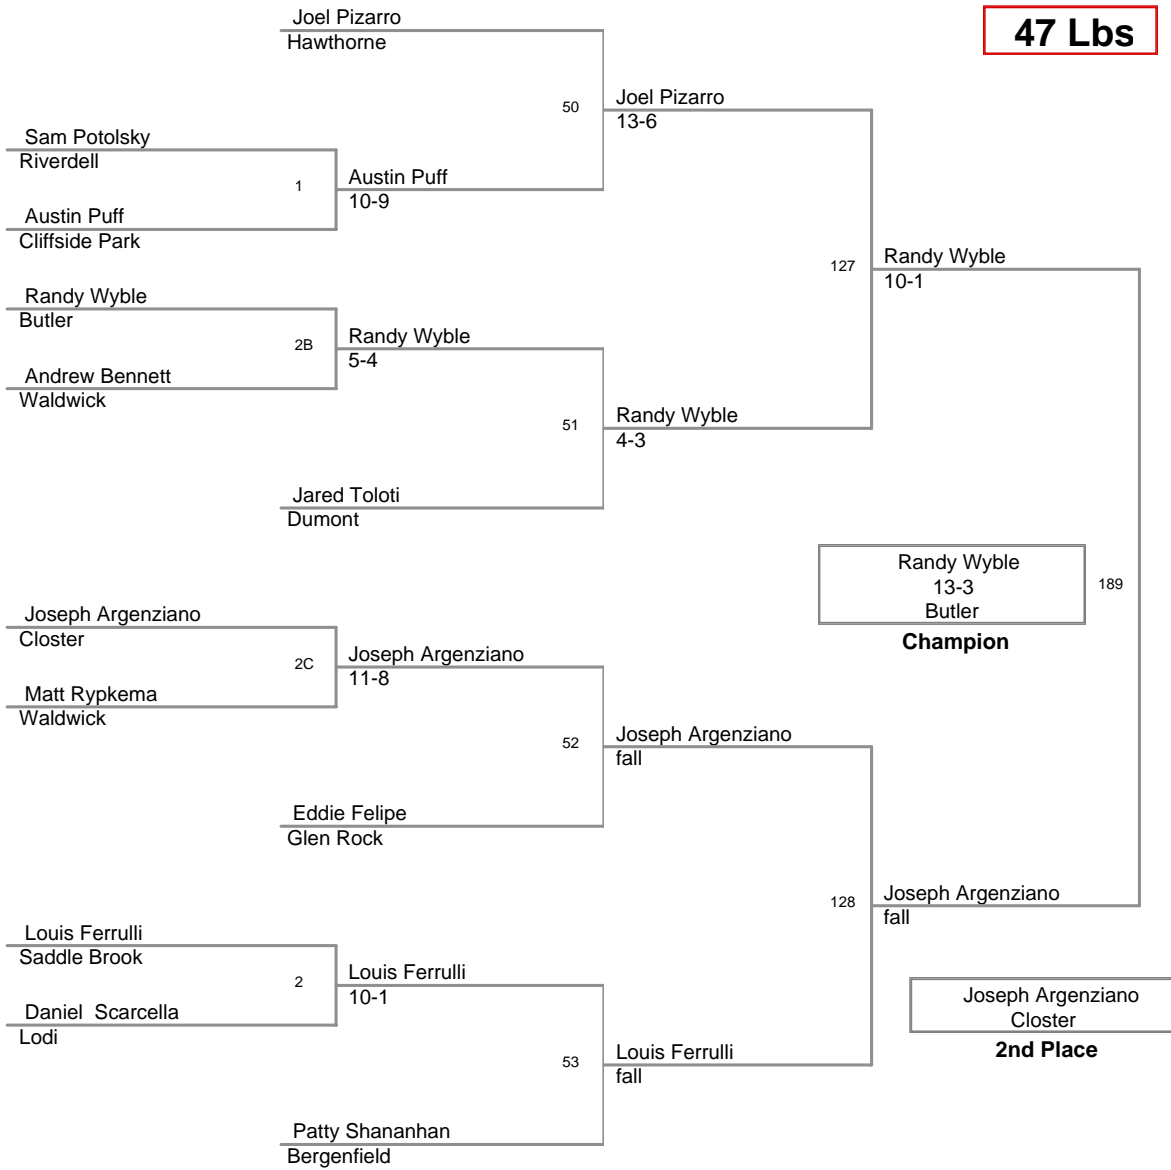 Joel Pizarro
Hawthorne
47 Lbs
50
Joel Pizarro
13-6
Sam Potolsky
Riverdell
1
Austin Puff
10-9
Austin Puff
Cliffside Park
127
Randy Wyble
10-1
Randy Wyble
Butler
2B
Randy Wyble
5-4
Andrew Bennett
Waldwick
51
Randy Wyble
4-3
Jared Toloti
Dumont
Randy Wyble
13-3
Butler
189
Champion
Joseph Argenziano
Closter
2C
Joseph Argenziano
11-8
Matt Rypkema
Waldwick
52
Joseph Argenziano
fall
Eddie Felipe
Glen Rock
128
Joseph Argenziano
fall
Louis Ferrulli
Saddle Brook
2
Louis Ferrulli
10-1
Daniel  Scarcella
Lodi
Joseph Argenziano
Closter
2nd Place
53
Louis Ferrulli
fall
Patty Shananhan
Bergenfield